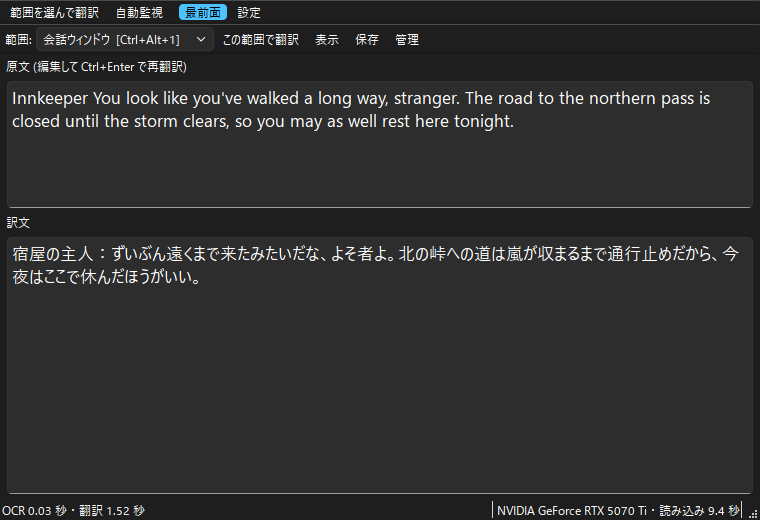 範囲を選んで翻訳 自動監視 最前面 設定
範囲: 会話ウィンドウ [Ctrl+Alt+1] この範囲で翻訳 表示 保存 管理
原文 (編集して Ctrl+Enter で再翻訳)
Innkeeper You look like you've walked a long way, stranger. The road to the northern pass is
closed until the storm clears, so you may as well rest here tonight.
訳文
宿屋の主人：ずいぶん遠くまで来たみたいだな、よそ者よ。北の峠への道は嵐が収まるまで通行止めだから、今
夜はここで休んだほうがいい。
OCR 0.03 秒・翻訳 1.52 秒 NVIDIA GeForce RTX 5070 Ti・読み込み 9.4 秒